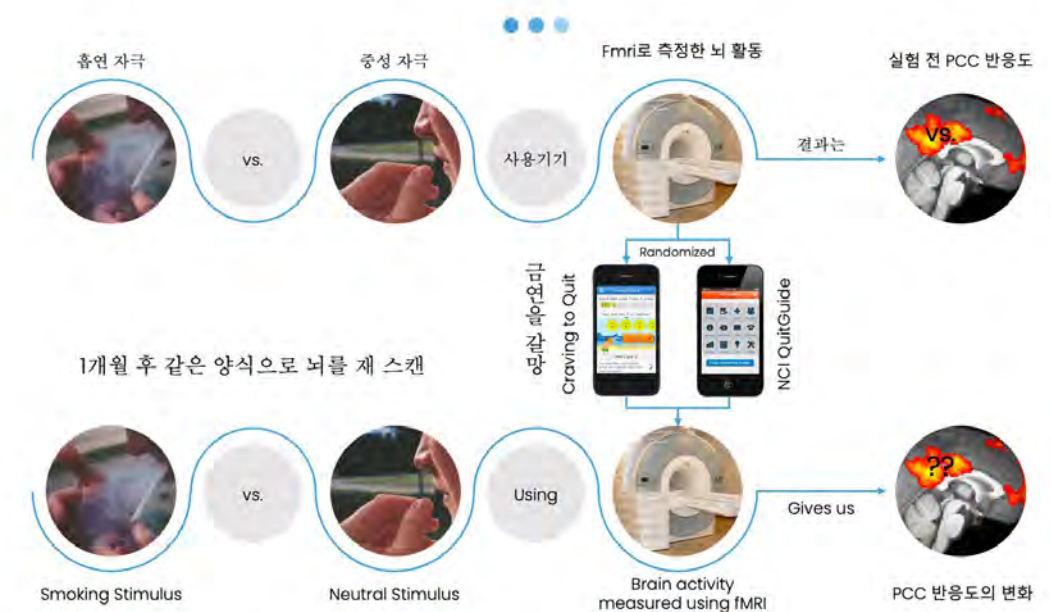 흡연 자극
중성 자극
Fmri로 측정한 뇌 활동
실험 전 PCC 반응도
vs.
사용기기
결과는
vs.
Randomized
금연을 갈망
Craving to Quit
NCI QuitGuide
1개월 후 같은 양식으로 뇌를 재 스캔
vs.
Using
Gives us
??
Smoking Stimulus
Neutral Stimulus
Brain activity
measured using fMRI
PCC 반응도의 변화